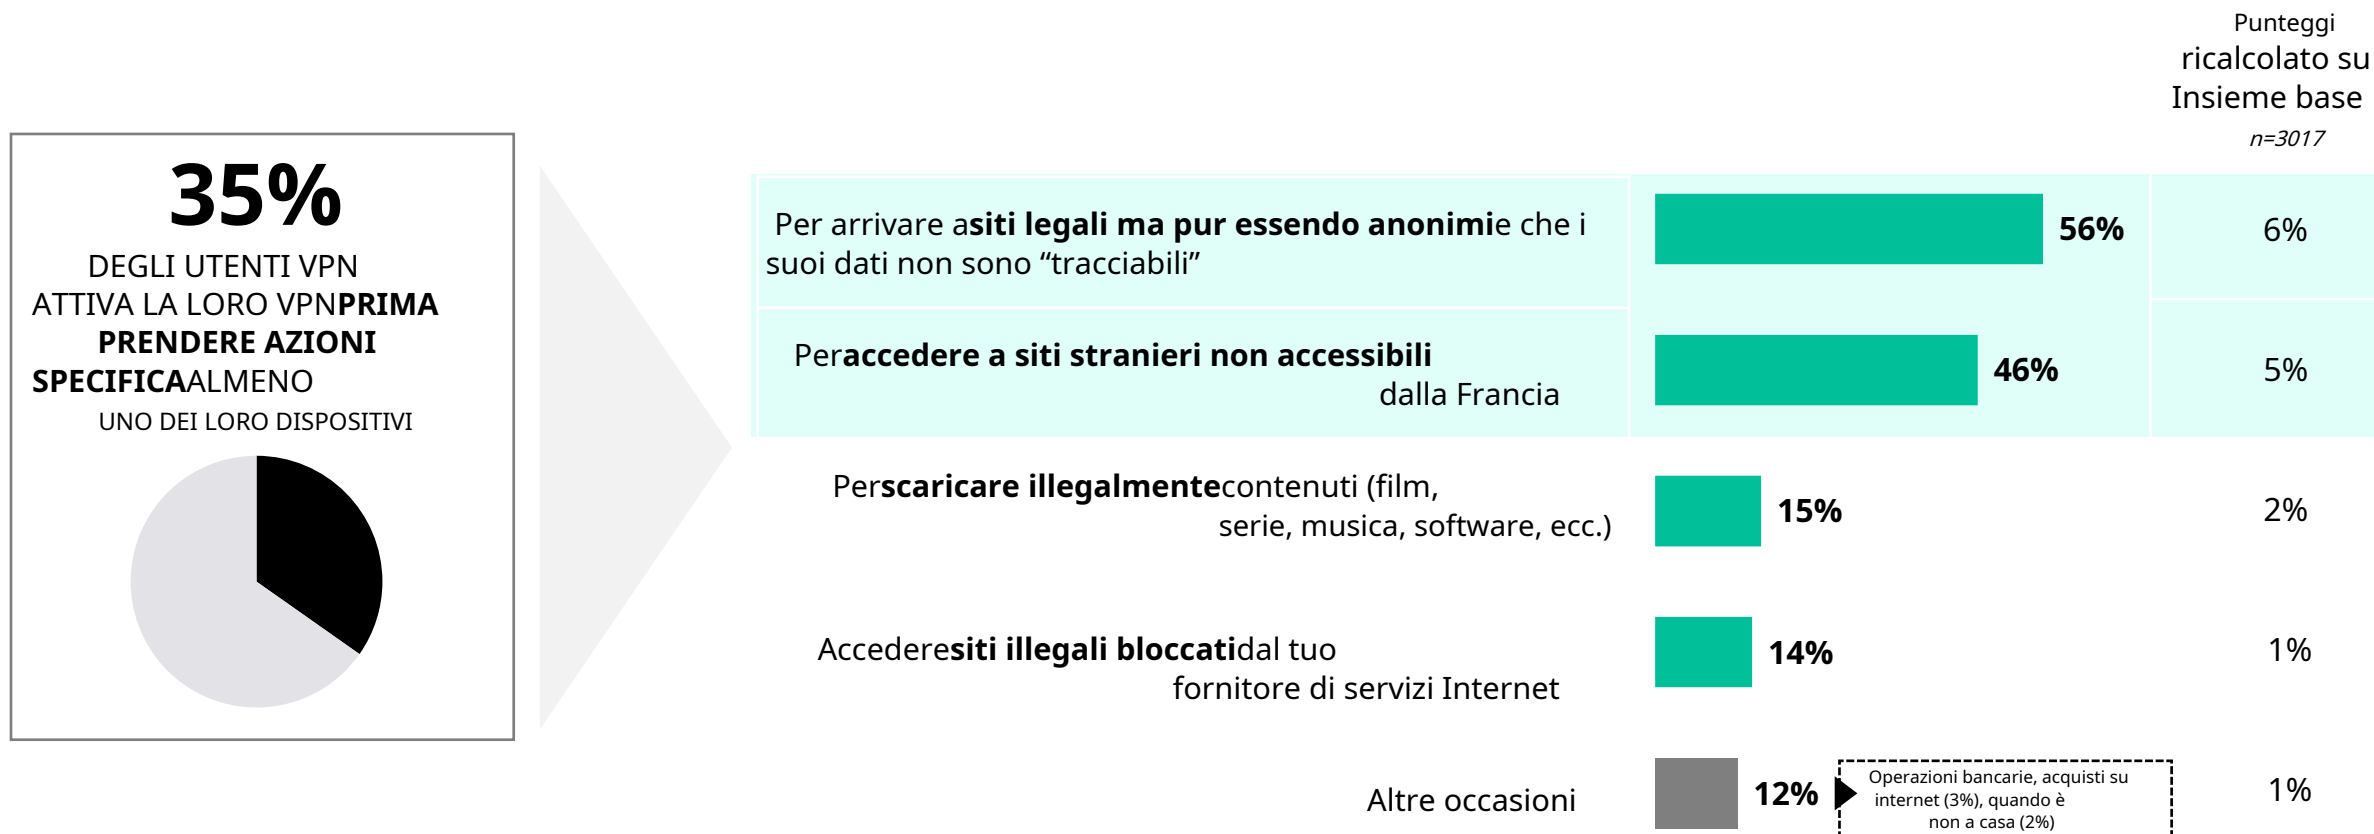 Punteggi
ricalcolato su
Insieme base
n=3017
35%
DEGLI UTENTI VPN
ATTIVA LA LORO VPNPRIMA
PRENDERE AZIONI
SPECIFICAALMENO
UNO DEI LORO DISPOSITIVI
Per arrivare asiti legali ma pur essendo anonimie che i
suoi dati non sono “tracciabili”
56%
6%
Peraccedere a siti stranieri non accessibili
dalla Francia
46%
5%
Perscaricare illegalmentecontenuti (film,
serie, musica, software, ecc.)
15%
2%
Accederesiti illegali bloccatidal tuo
fornitore di servizi Internet
14%
1%
Altre occasioni
12%
Operazioni bancarie, acquisti su
internet (3%), quando è
non a casa (2%)
1%